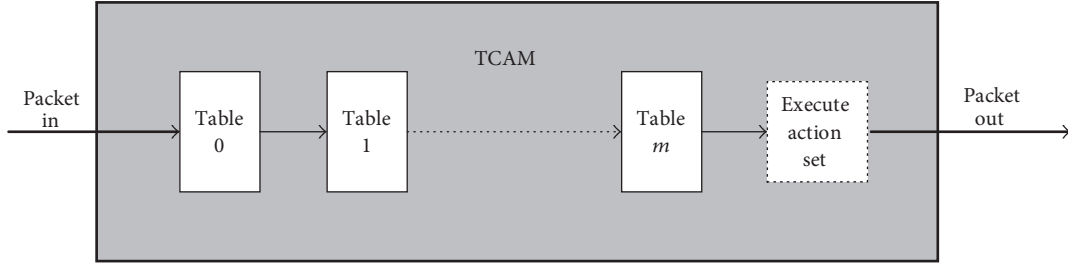 TCAM
Packet
in
Table
0
Table
1
Table
m
Execute
action
set
Packet
out